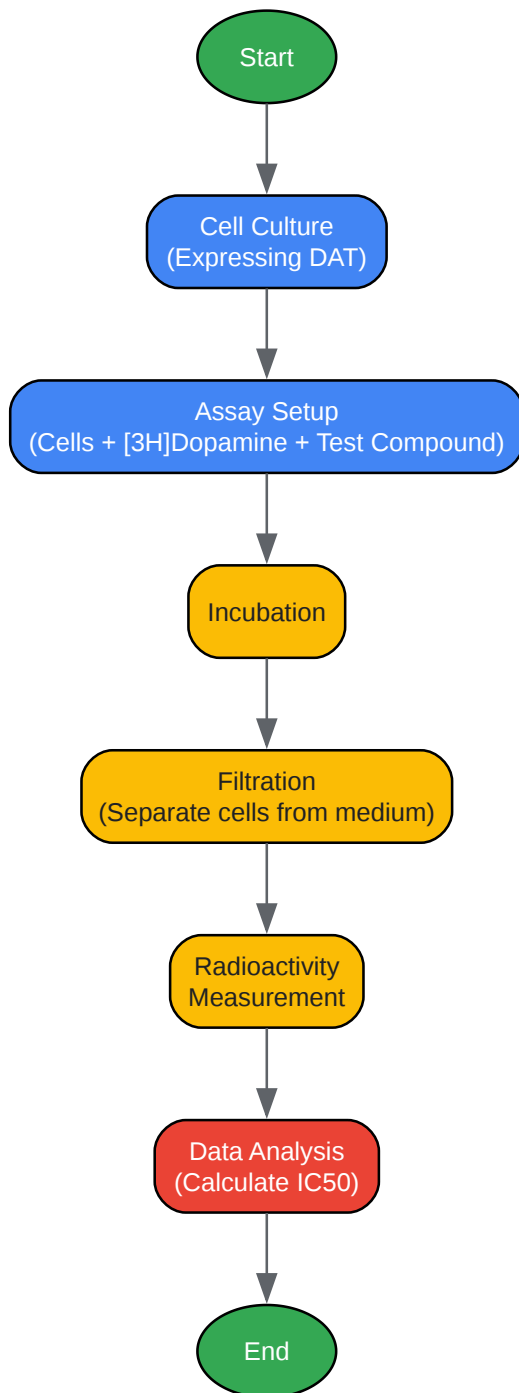 Start
Cell Culture
(Expressing DAT)
Assay Setup
(Cells + [3H]Dopamine + Test Compound)
Incubation
Filtration
(Separate cells from medium)
Radioactivity
Measurement
Data Analysis
(Calculate IC50)
End